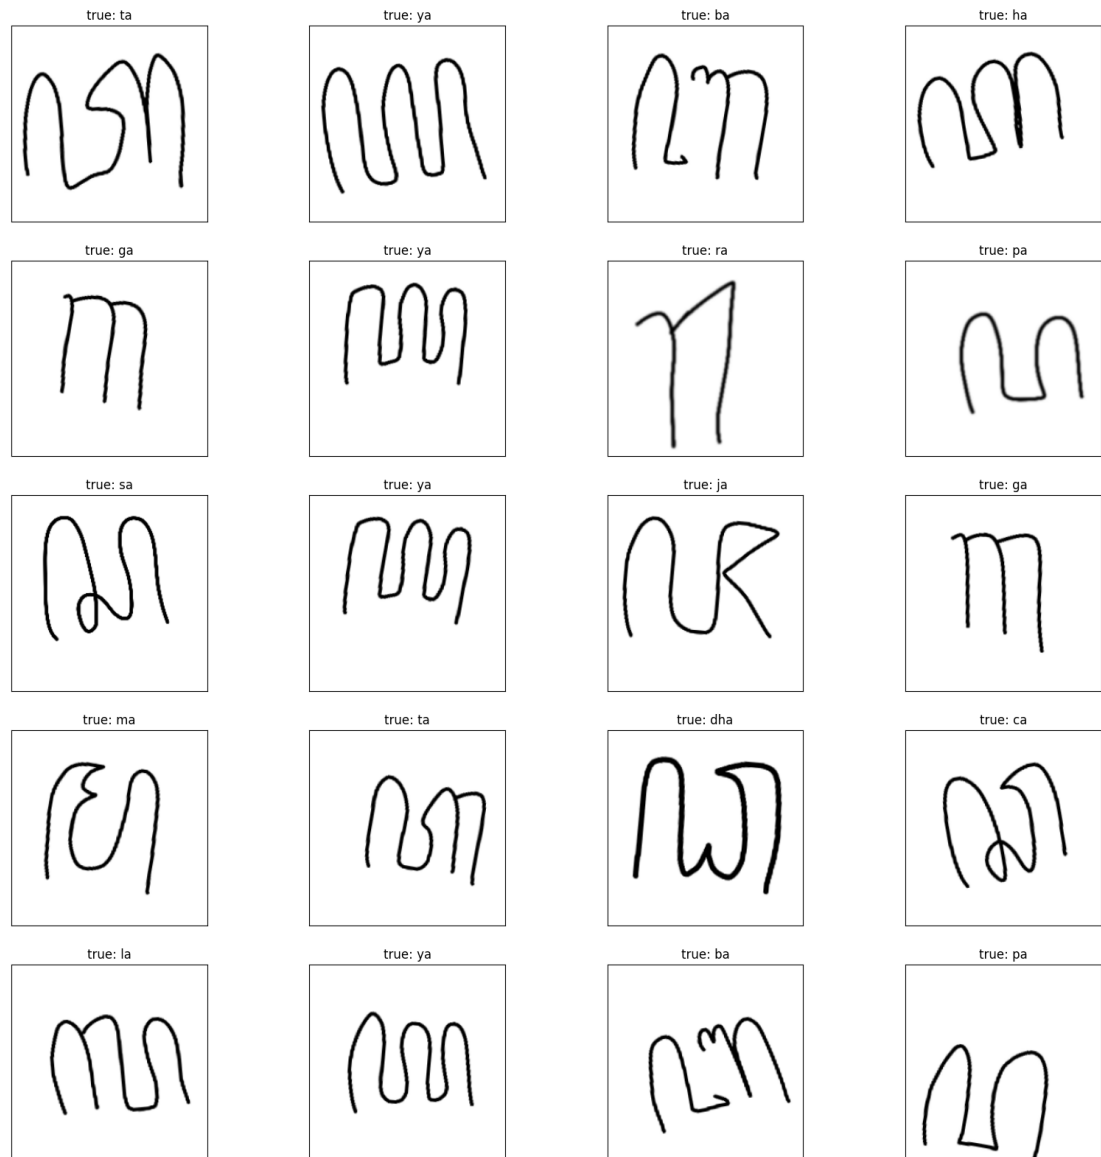 true: ta true: ya true: ba true: ha
ꦠ ꦪ ꦧ ꦲ
true: ga true: ya true: ra true: pa
ꦒ ꦪ ꦫ ꦥ
true: sa true: ya true: ja true: ga
ꦱ ꦪ ꦗ ꦒ
true: ma true: ta true: dha true: ca
ꦩ ꦠ ꦝ ꦕ
true: la true: ya true: ba true: pa
ꦭ ꦪ ꦧ ꦥ